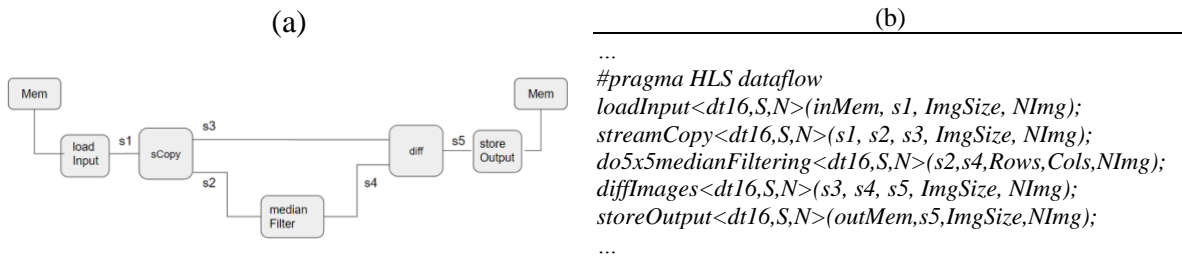 (a)
Mem
Mem
load
Input
s1
sCopy
s3
s2
median
Filter
s4
diff
s5
store
Output
(b)
...
#pragma HLS dataflow
loadInput<dt16,S,N>(inMem, s1, ImgSize, NImg);
streamCopy<dt16,S,N>(s1, s2, s3, ImgSize, NImg);
do5x5medianFiltering<dt16,S,N>(s2,s4,Rows,Cols,NImg);
diffImages<dt16,S,N>(s3, s4, s5, ImgSize, NImg);
storeOutput<dt16,S,N>(outMem,s5,ImgSize,NImg);
...